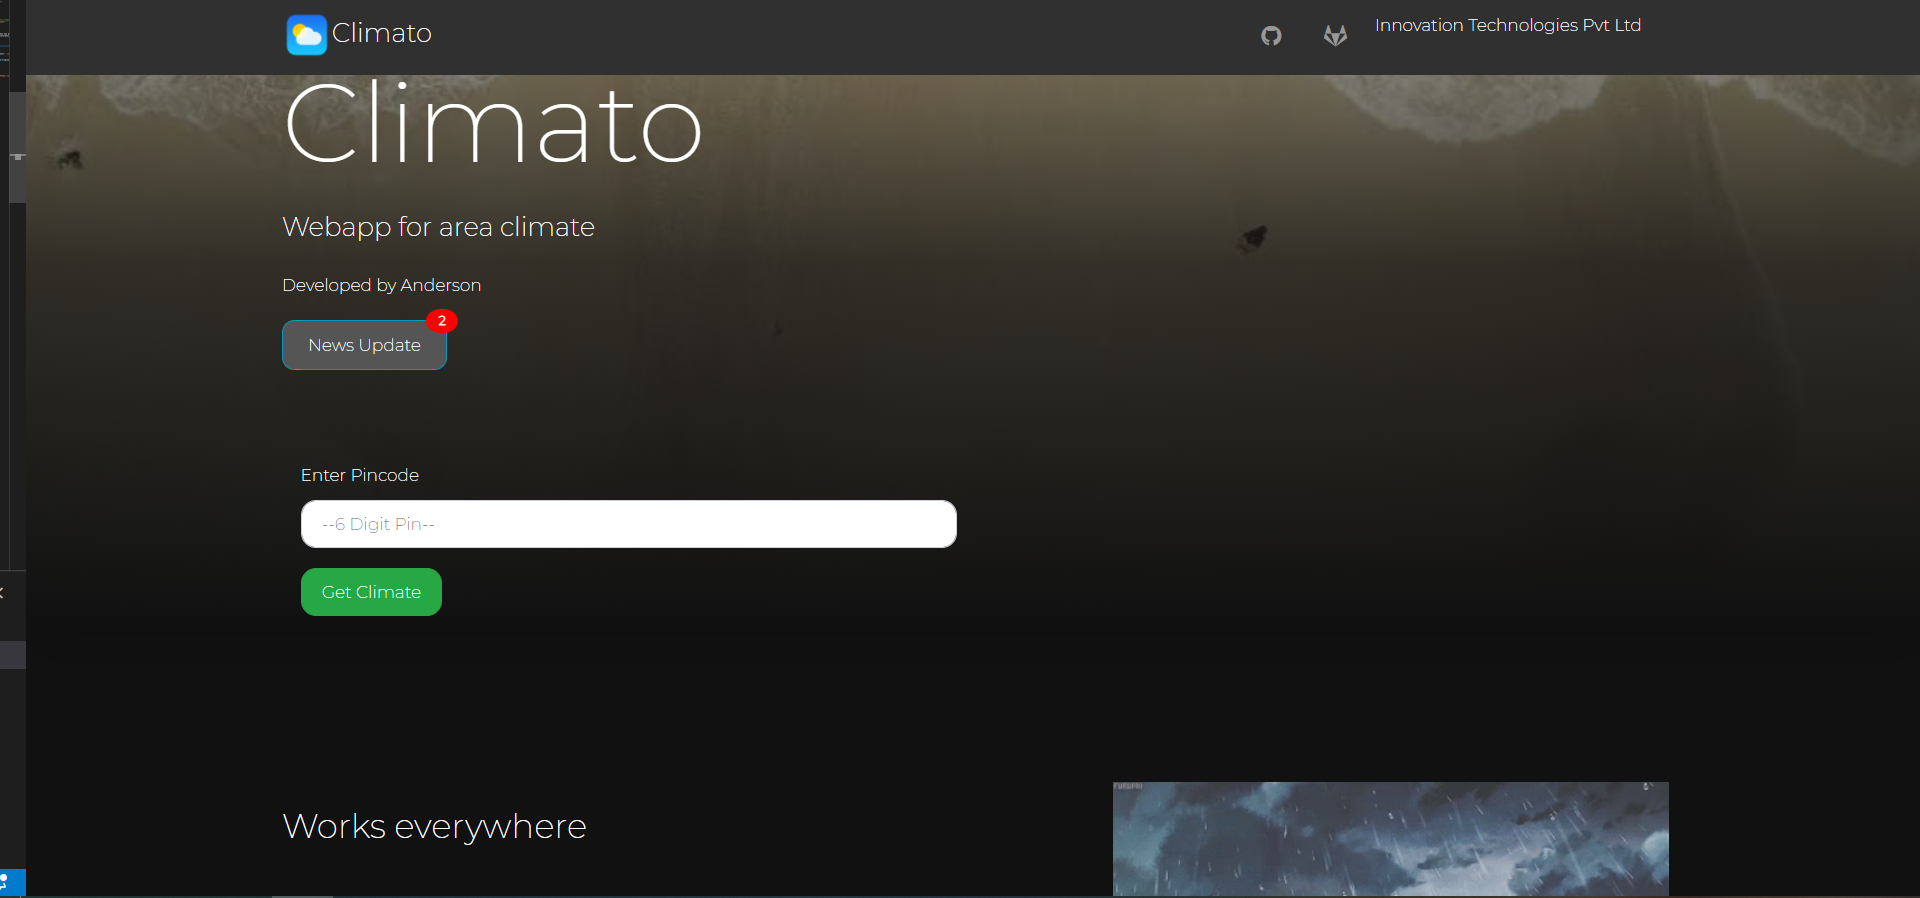 Climato
Innovation Technologies Pvt Ltd
Climato
Webapp for area climate
Developed by Anderson
2
News Update
Enter Pincode
--6 Digit Pin--
Get Climate
Works everywhere